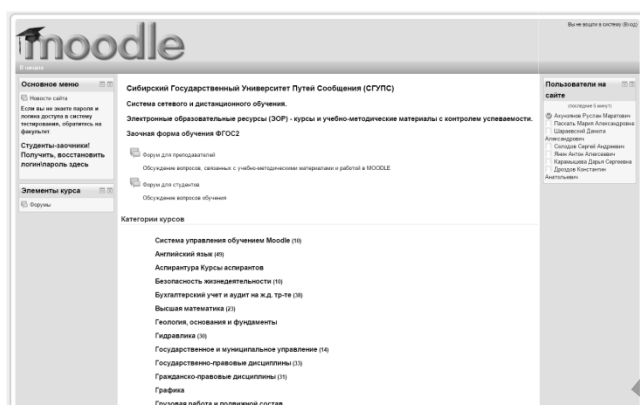 Вы не вошли в систему (Вход)
moodle
В начало
Основное меню
Новости сайта
Если вы не знаете пароля и
логина доступа в систему
тестирования, обратитесь на
факультет.
Студенты-заочники!
Получить, восстановить
логин\пароль здесь
Элементы курса
Форумы
Сибирский Государственный Университет Путей Сообщения (СГУПС)
Система сетевого и дистанционного обучения.
Электронные образовательные ресурсы (ЭОР) - курсы и учебно-методические материалы с контролем успеваемости.
Заочная форма обучения ФГОС2
Форум для преподавателей
Обсуждение вопросов, связанных с учебно-методическими материалами и работой в MOODLE
Форум для студентов
Обсуждение вопросов обучения
Категории курсов
Система управления обучением Moodle (10)
Английский язык (49)
Аспирантура Курсы аспирантов
Безопасность жизнедеятельности (10)
Бухгалтерский учет и аудит на ж.д. тр-те (38)
Высшая математика (23)
Геология, основания и фундаменты
Гидравлика (30)
Государственное и муниципальное управление (14)
Государственно-правовые дисциплины (33)
Гражданско-правовые дисциплины (31)
Графика
Грузовая работа и подвижной состав
Пользователи на
сайте
(последние 5 минут)
Руслан Маратович
Мария Александровна
Данила
Александрович
Солодов Сергей Андреевич
Янин Антон Алексеевич
Карамышева Дарья Сергеевна
Дроздов Константин
Анатольевич